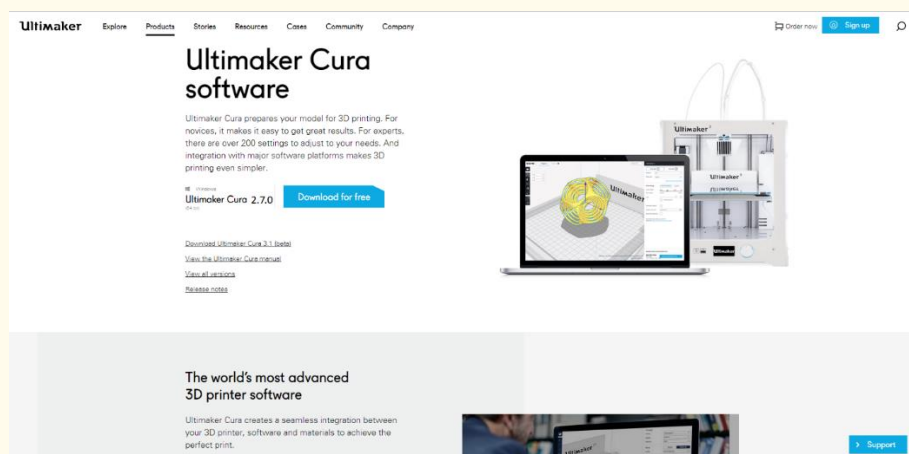 Ultimaker Explore Products Stories Resources Cases Community Company Order now Sign up
Ultimaker Cura
software
Ultimaker Cura prepares your model for 3D printing. For
novices, it makes it easy to get great results. For experts,
there are over 200 settings to adjust to your needs. And
integration with major software platforms makes 3D
printing even simpler.
Ultimaker Cura 2.7.0
Download for free
Download Ultimaker Cura 3.1 (beta)
View the Ultimaker Cura manual
View all versions
Release notes
Ultimaker
Ultimaker
Ultimaker
Ultimaker
The world's most advanced
3D printer software
Ultimaker Cura creates a seamless integration between
your 3D printer, software and materials to achieve the
perfect print.
Support